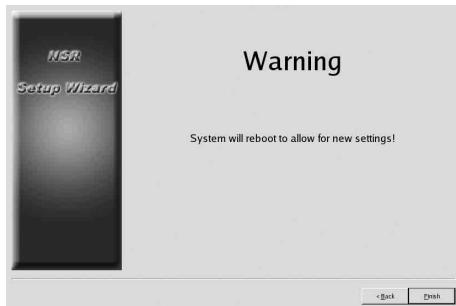 NSR
Setup Wizard
Warning
System will reboot to allow for new settings!
< Back
Finish